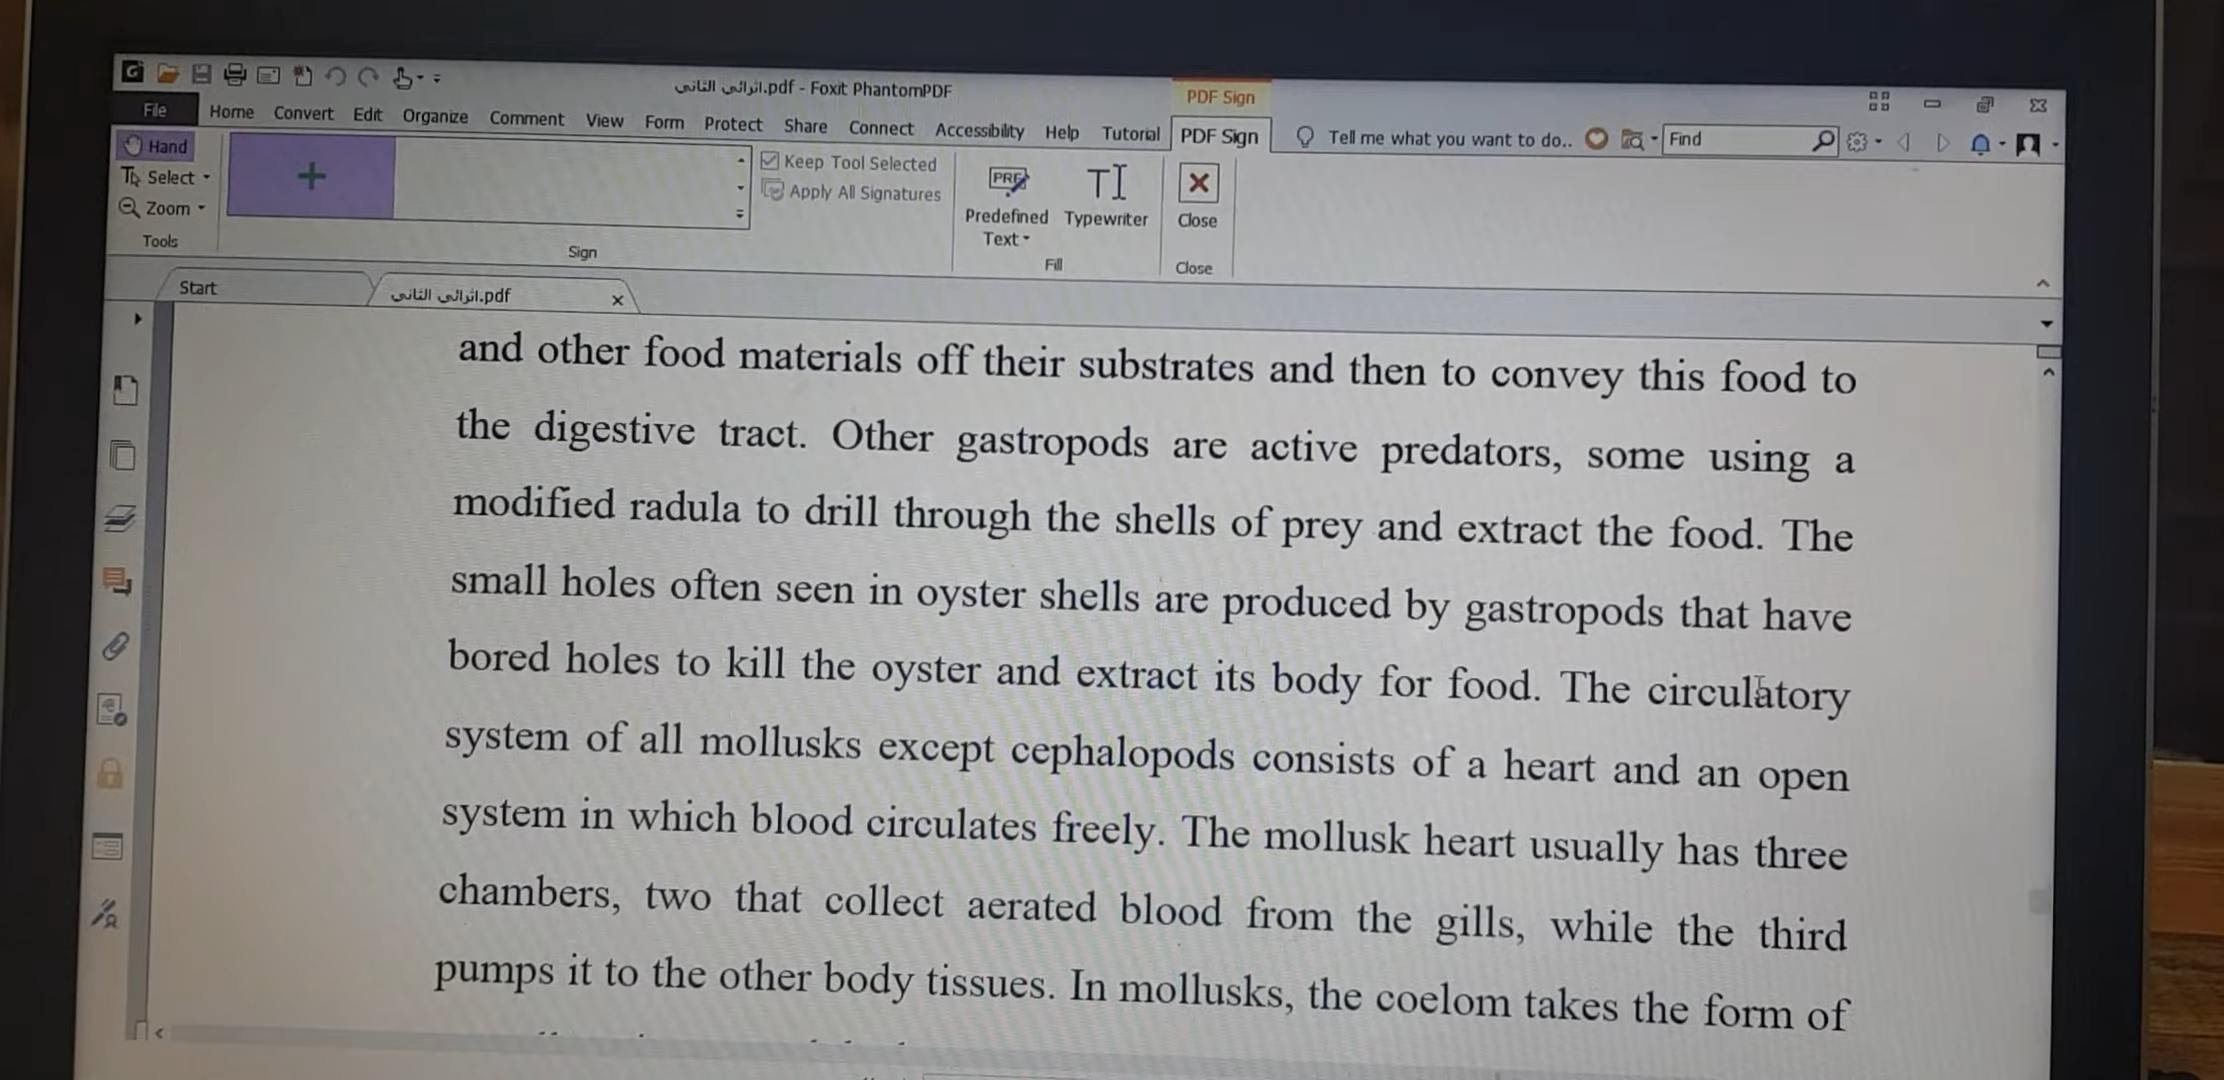 اثرائي الثاني.pdf - Foxit PhantomPDF
PDF Sign
File Home Convert Edit Organize Comment View Form Protect Share Connect Accessibility Help Tutorial PDF Sign Tell me what you want to do.. Find
Hand
Select
Zoom
Tools
Keep Tool Selected
Apply All Signatures
Sign
PRE
Predefined Text
Typewriter
Fill
Close
Close
Start
اثرائي الثاني.pdf
and other food materials off their substrates and then to convey this food to
the digestive tract. Other gastropods are active predators, some using a
modified radula to drill through the shells of prey and extract the food. The
small holes often seen in oyster shells are produced by gastropods that have
bored holes to kill the oyster and extract its body for food. The circulatory
system of all mollusks except cephalopods consists of a heart and an open
system in which blood circulates freely. The mollusk heart usually has three
chambers, two that collect aerated blood from the gills, while the third
pumps it to the other body tissues. In mollusks, the coelom takes the form of